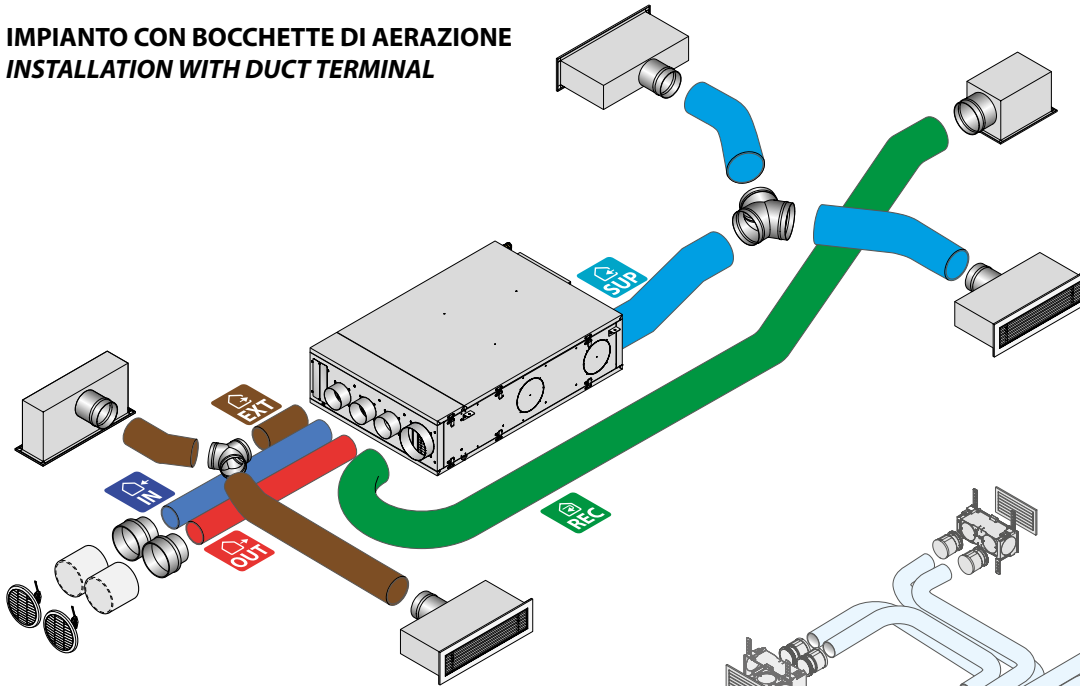 IMPIANTO CON BOCCHETTE DI AERAZIONE
INSTALLATION WITH DUCT TERMINAL
SUP
EXT
IN
OUT
REC